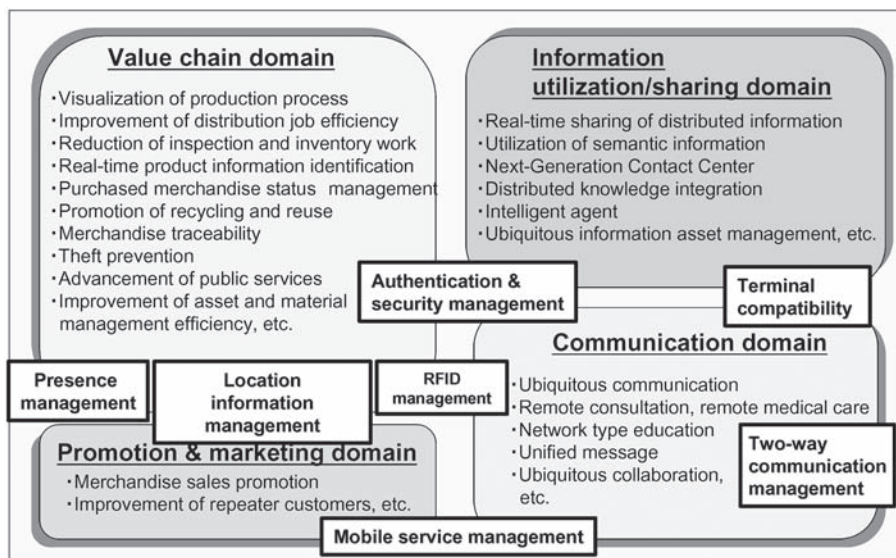 Value chain domain
・Visualization of production process
・Improvement of distribution job efficiency
・Reduction of inspection and inventory work
・Real-time product information identification
・Purchased merchandise status management
・Promotion of recycling and reuse
・Merchandise traceability
・Theft prevention
・Advancement of public services
・Improvement of asset and material
management efficiency, etc.
Information
utilization/sharing domain
・Real-time sharing of distributed information
・Utilization of semantic information
・Next-Generation Contact Center
・Distributed knowledge integration
・Intelligent agent
・Ubiquitous information asset management, etc.
Authentication &
security management
Terminal
compatibility
Presence
management
Location
information
management
RFID
management
Communication domain
・Ubiquitous communication
・Remote consultation, remote medical care
・Network type education
・Unified message
・Ubiquitous collaboration,
etc.
Two-way
communication
management
Promotion & marketing domain
・Merchandise sales promotion
・Improvement of repeater customers, etc.
Mobile service management